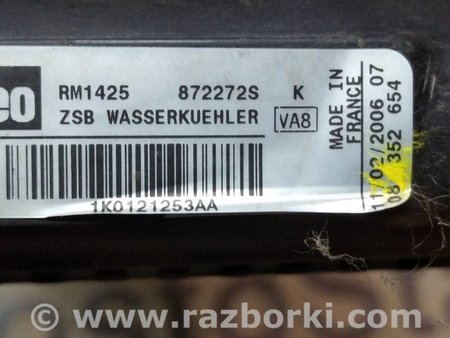 eo
RM1425 872272S K
ZSB WASSERKUEHLER VA8
1K0121253AA
MADE IN
FRANCE
11/02/2006 07
08 352 654
© www.razborki.com